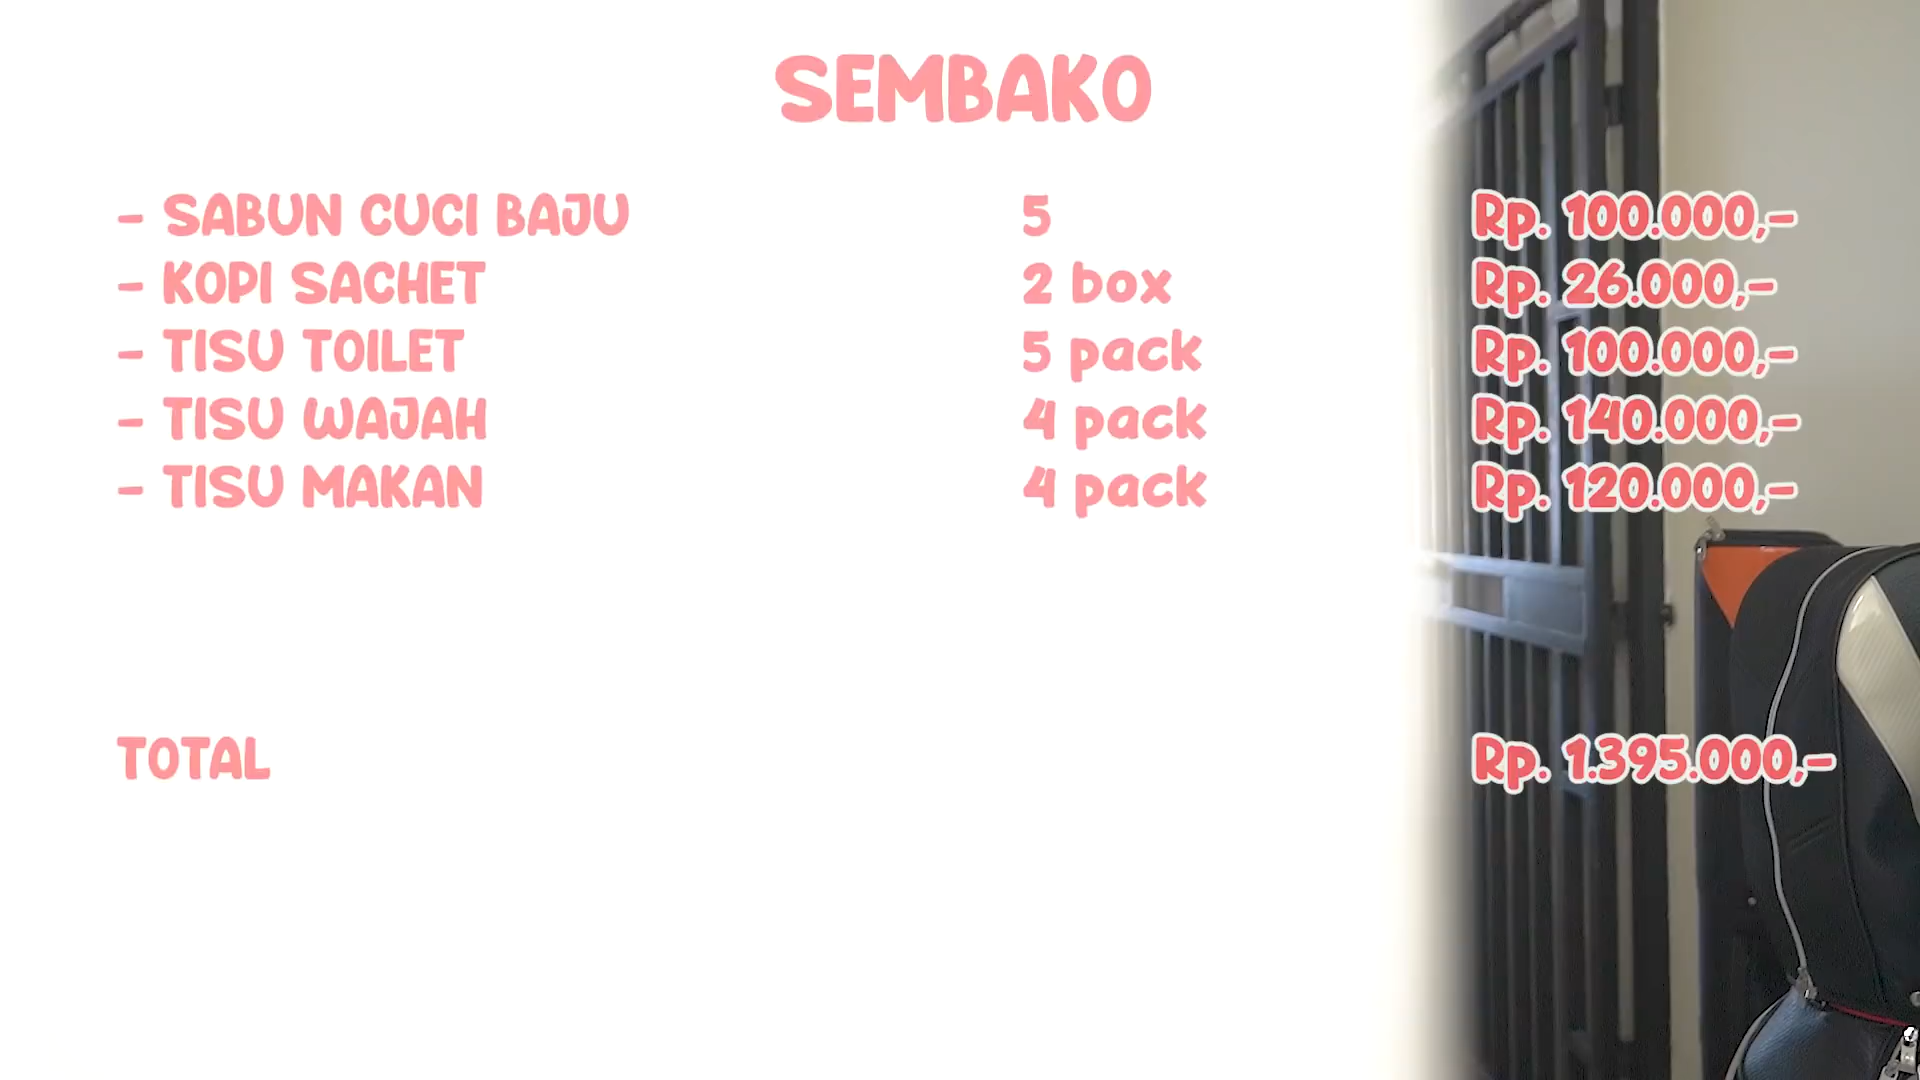 SEMBAKO
- SABUN CUCI BAJU 5 Rp. 100.000,-
- KOPI SACHET 2 box Rp. 26.000,-
- TISU TOILET 5 pack Rp. 100.000,-
- TISU WAJAH 4 pack Rp. 140.000,-
- TISU MAKAN 4 pack Rp. 120.000,-
TOTAL Rp. 1.395.000,-